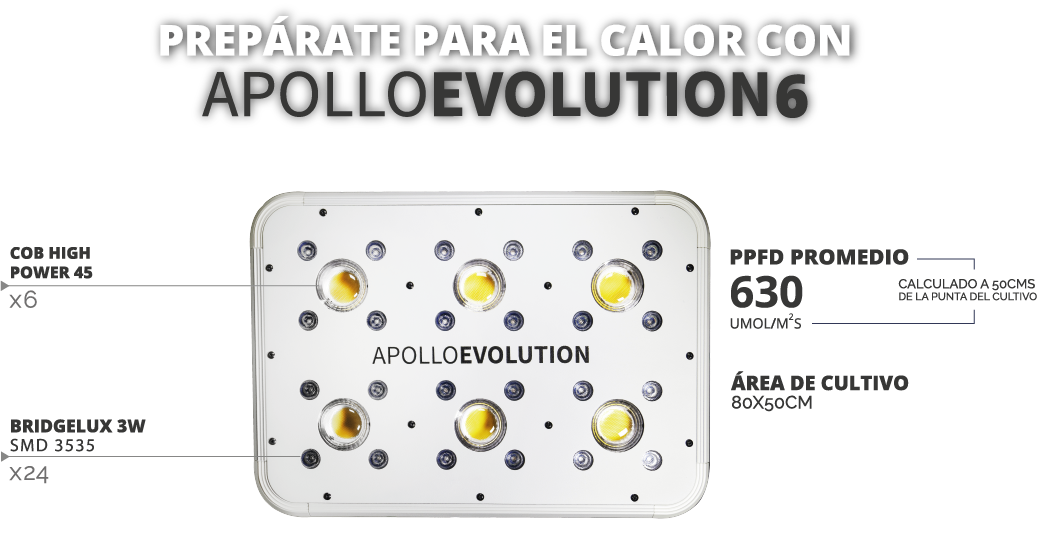 PREPÁRATE PARA EL CALOR CON
APOLLOEVOLUTION6
COB HIGH
POWER 45
x6
BRIDGELUX 3W
SMD 3535
x24
APOLLOEVOLUTION
PPFD PROMEDIO
630
UMOL/M²S
CALCULADO A 50CMS
DE LA PUNTA DEL CULTIVO
ÁREA DE CULTIVO
80X50CM